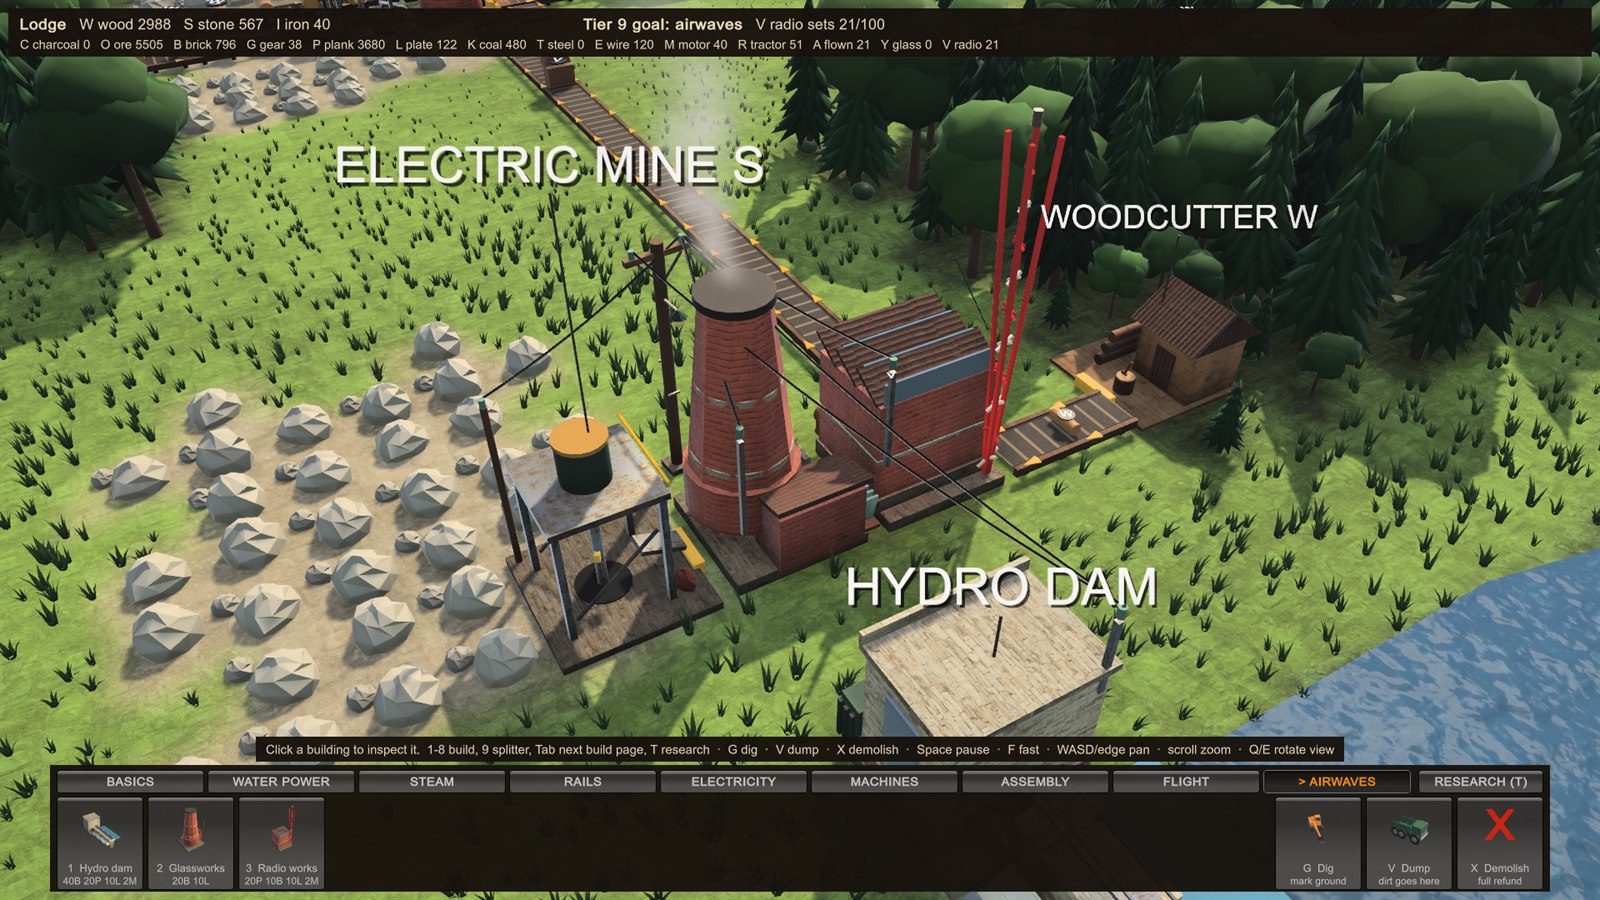 Lodge W wood 2988 S stone 567 I iron 40
Tier 9 goal: airwaves V radio sets 21/100
C charcoal 0 O ore 5505 B brick 796 G gear 38 P plank 3680 L plate 122 K coal 480 T steel 0 E wire 120 M motor 40 R tractor 51 A flown 21 Y glass 0 V radio 21
ELECTRIC MINE S
WOODCUTTER W
W
HYDRO DAM
Click a building to inspect it. 1-8 build, 9 splitter, Tab next build page, T research · G dig · V dump · X demolish · Space pause · F fast · WASD/edge pan · scroll zoom · Q/E rotate view
BASICS
WATER POWER
STEAM
RAILS
ELECTRICITY
MACHINES
ASSEMBLY
FLIGHT
> AIRWAVES
RESEARCH (T)
1 Hydro dam
40B 20P 10L 2M
2 Glassworks
20B 10L
3 Radio works
20P 10B 10L 2M
G Dig
mark ground
V Dump
dirt goes here
X Demolish
full refund